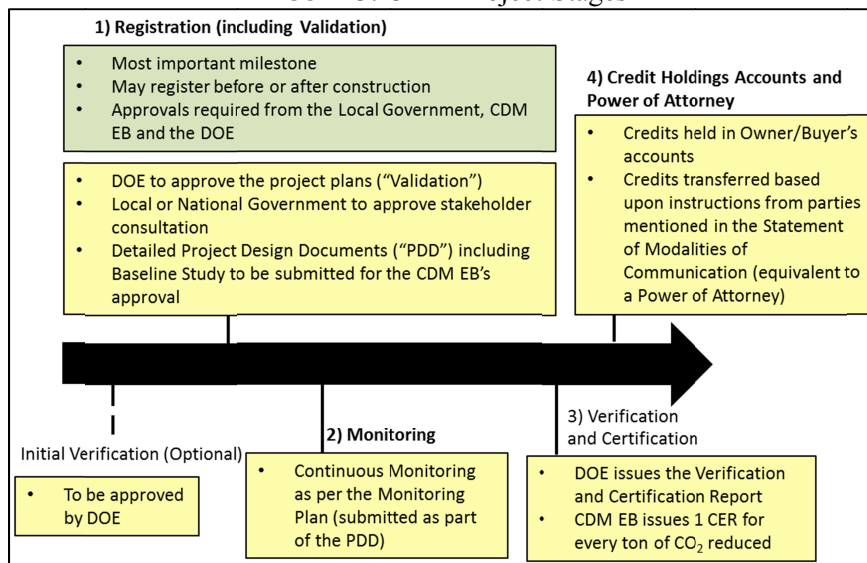 Project Stages
1) Registration (including Validation)
• Most important milestone
• May register before or after construction
• Approvals required from the Local Government, CDM
EB and the DOE
• DOE to approve the project plans (“Validation”)
• Local or National Government to approve stakeholder
consultation
• Detailed Project Design Documents (“PDD”) including
Baseline Study to be submitted for the CDM EB’s
approval
4) Credit Holdings Accounts and
Power of Attorney
• Credits held in Owner/Buyer’s
accounts
• Credits transferred based
upon instructions from parties
mentioned in the Statement
of Modalities of
Communication (equivalent to
a Power of Attorney)
Initial Verification (Optional)
• To be approved
by DOE
2) Monitoring
• Continuous Monitoring
as per the Monitoring
Plan (submitted as part
of the PDD)
3) Verification
and Certification
• DOE issues the Verification
and Certification Report
• CDM EB issues 1 CER for
every ton of CO₂ reduced